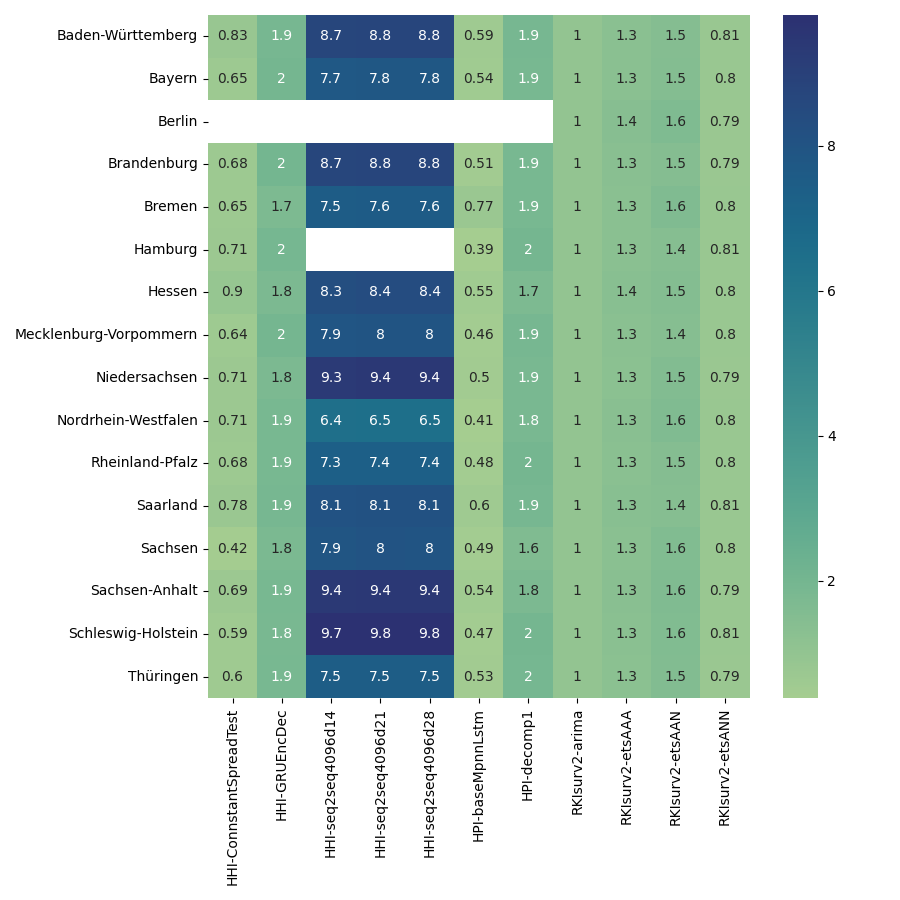 Baden-Württemberg 0.83 1.9 8.7 8.8 8.8 0.59 1.9 1 1.3 1.5 0.81
Bayern 0.65 2 7.7 7.8 7.8 0.54 1.9 1 1.3 1.5 0.8
Berlin 1 1.4 1.6 0.79
Brandenburg 0.68 2 8.7 8.8 8.8 0.51 1.9 1 1.3 1.5 0.79
Bremen 0.65 1.7 7.5 7.6 7.6 0.77 1.9 1 1.3 1.6 0.8
Hamburg 0.71 2 0.39 2 1 1.3 1.4 0.81
Hessen 0.9 1.8 8.3 8.4 8.4 0.55 1.7 1 1.4 1.5 0.8
Mecklenburg-Vorpommern 0.64 2 7.9 8 8 0.46 1.9 1 1.3 1.4 0.8
Niedersachsen 0.71 1.8 9.3 9.4 9.4 0.5 1.9 1 1.3 1.5 0.79
Nordrhein-Westfalen 0.71 1.9 6.4 6.5 6.5 0.41 1.8 1 1.3 1.6 0.8
Rheinland-Pfalz 0.68 1.9 7.3 7.4 7.4 0.48 2 1 1.3 1.5 0.8
Saarland 0.78 1.9 8.1 8.1 8.1 0.6 1.9 1 1.3 1.4 0.81
Sachsen 0.42 1.8 7.9 8 8 0.49 1.6 1 1.3 1.6 0.8
Sachsen-Anhalt 0.69 1.9 9.4 9.4 9.4 0.54 1.8 1 1.3 1.6 0.79
Schleswig-Holstein 0.59 1.8 9.7 9.8 9.8 0.47 2 1 1.3 1.6 0.81
Thüringen 0.6 1.9 7.5 7.5 7.5 0.53 2 1 1.3 1.5 0.79
HHI-ConnstantSpreadTest
HHI-GRUEncDec
HHI-seq2seq4096d14
HHI-seq2seq4096d21
HHI-seq2seq4096d28
HPI-baseMpnnLstm
HPI-decomp1
RKIsurv2-arima
RKIsurv2-etsAAA
RKIsurv2-etsAAN
RKIsurv2-etsANN
8
6
4
2